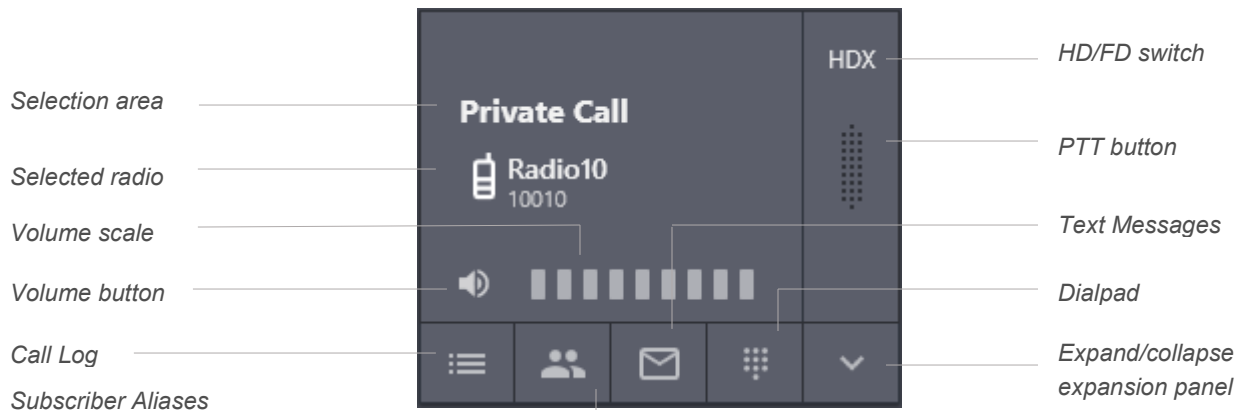 HDX
HD/FD switch
Selection area
Private Call
PTT button
Selected radio
Radio10
10010
Volume scale
Text Messages
Volume button
Dialpad
Call Log
Expand/collapse
expansion panel
Subscriber Aliases